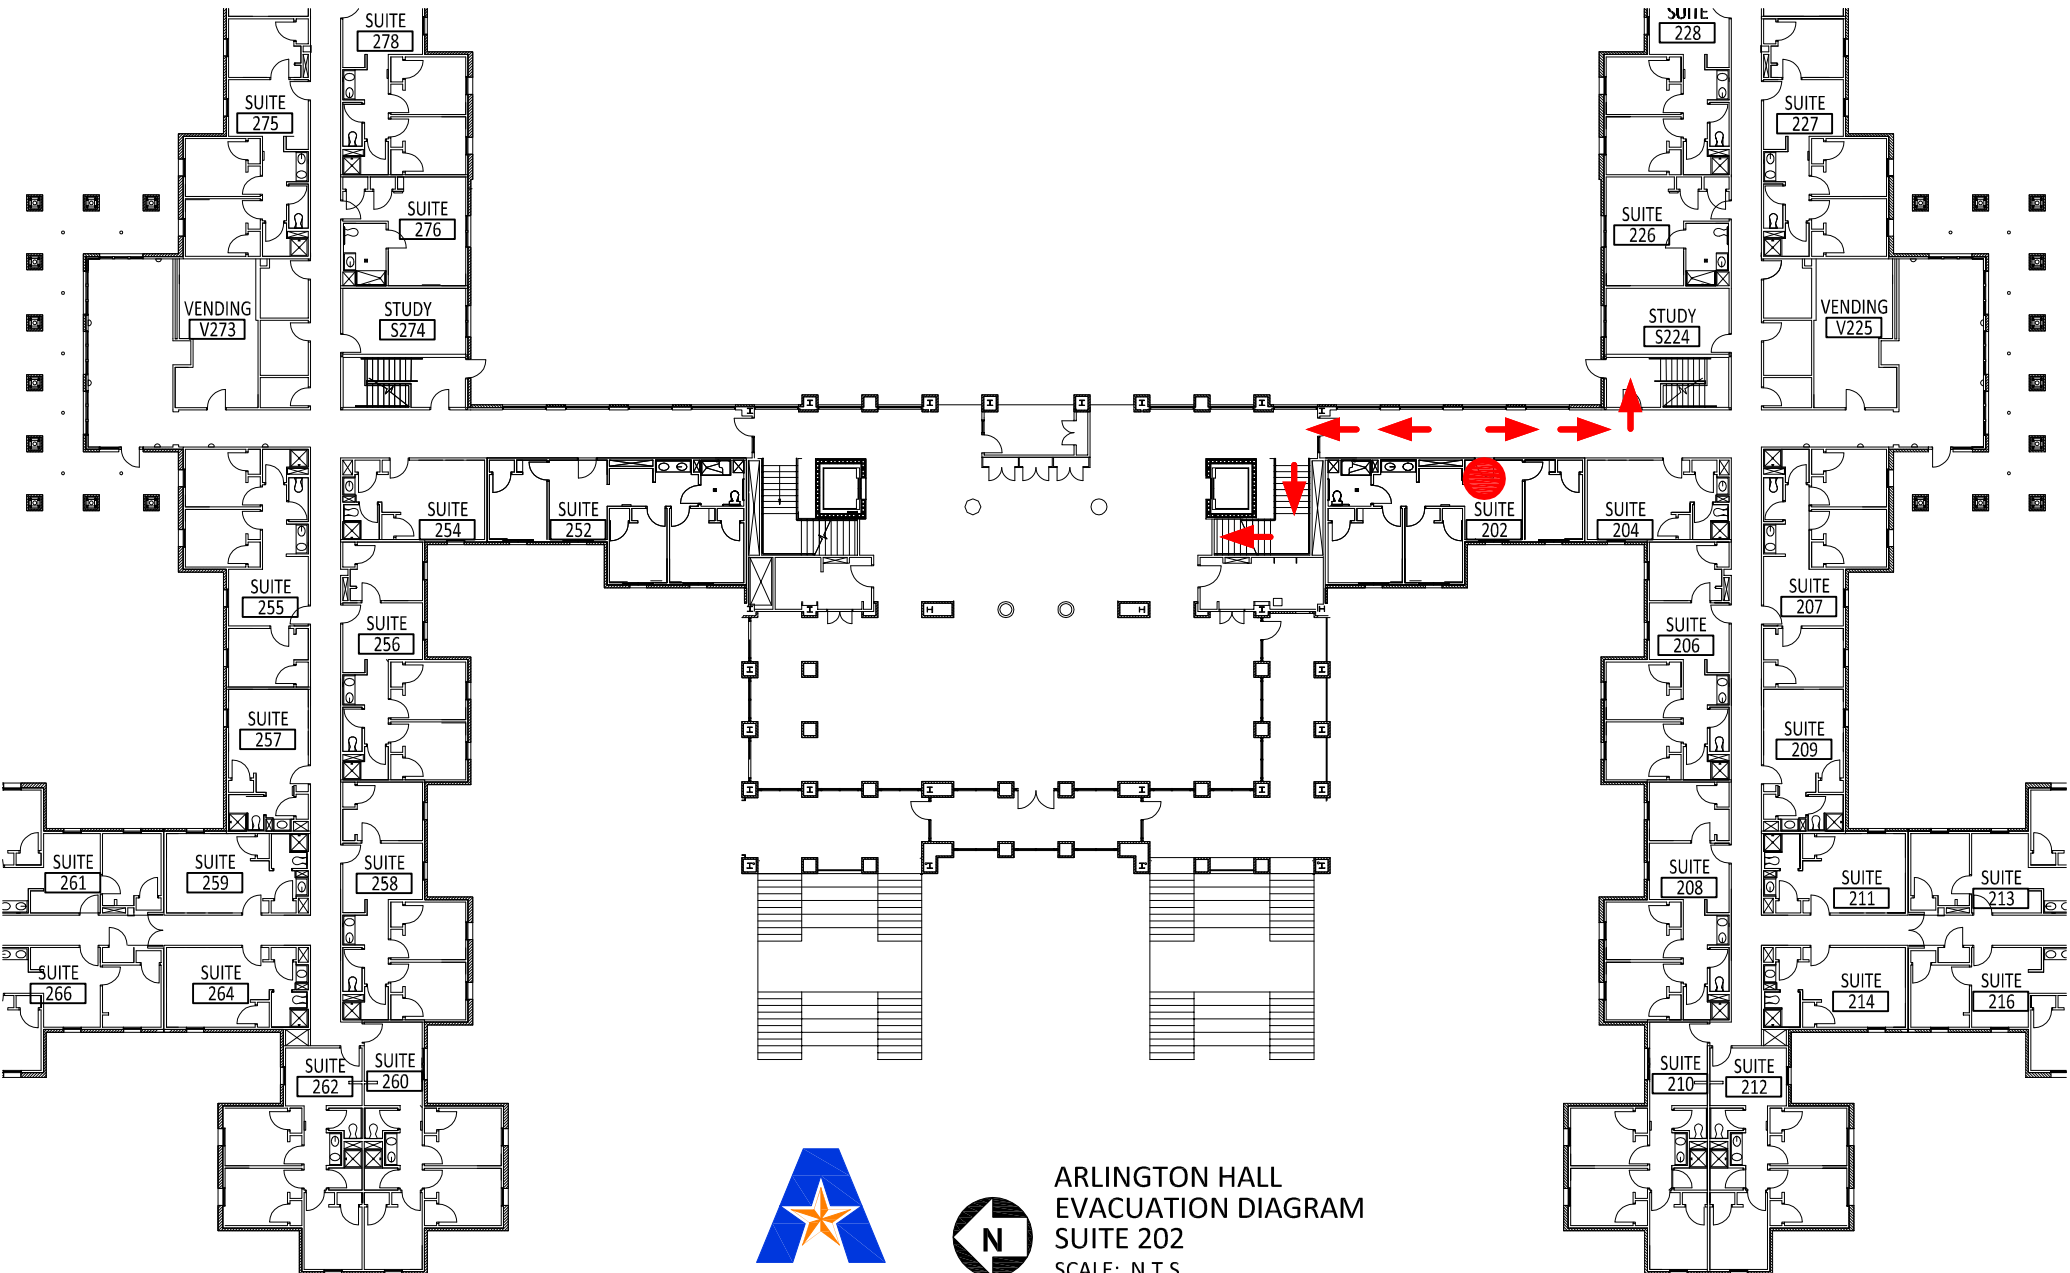 SUITE
278
SUITE
228
SUITE
275
SUITE
227
SUITE
276
SUITE
226
VENDING
V273
STUDY
S274
STUDY
S224
VENDING
V225
SUITE
254
SUITE
252
SUITE
202
SUITE
204
SUITE
255
SUITE
256
SUITE
206
SUITE
207
SUITE
257
SUITE
209
SUITE
261
SUITE
259
SUITE
258
SUITE
208
SUITE
211
SUITE
213
SUITE
266
SUITE
264
SUITE
214
SUITE
216
SUITE
262
SUITE
260
SUITE
210
SUITE
212
A
N
ARLINGTON HALL
EVACUATION DIAGRAM
SUITE 202
SCALE: N.T.S.